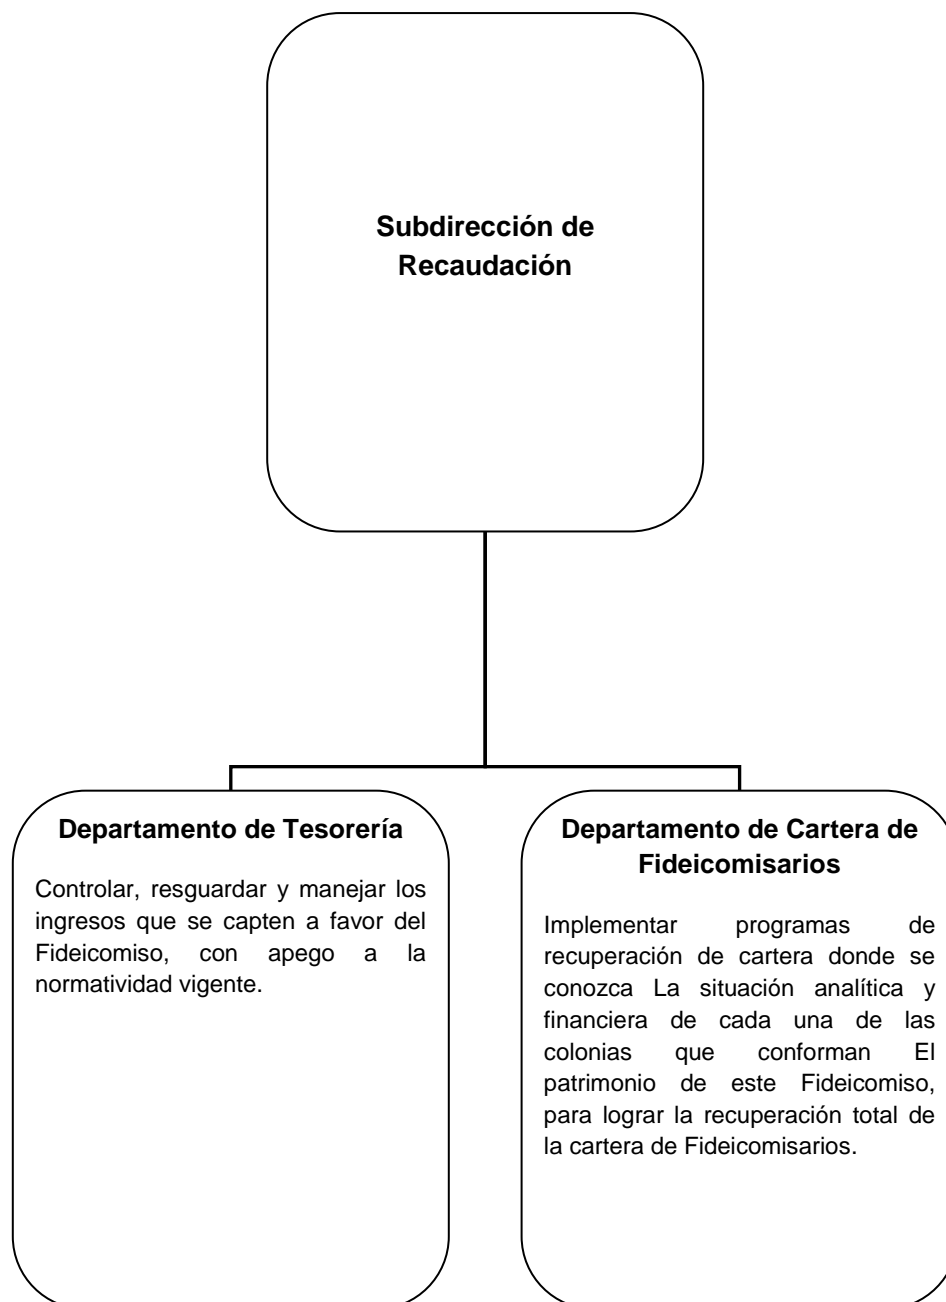 Subdirección de
Recaudación
Departamento de Tesorería
Controlar, resguardar y manejar los
ingresos que se capten a favor del
Fideicomiso, con apego a la
normatividad vigente.
Departamento de Cartera de
Fideicomisarios
Implementar programas de
recuperación de cartera donde se
conozca La situación analítica y
financiera de cada una de las
colonias que conforman El
patrimonio de este Fideicomiso,
para lograr la recuperación total de
la cartera de Fideicomisarios.